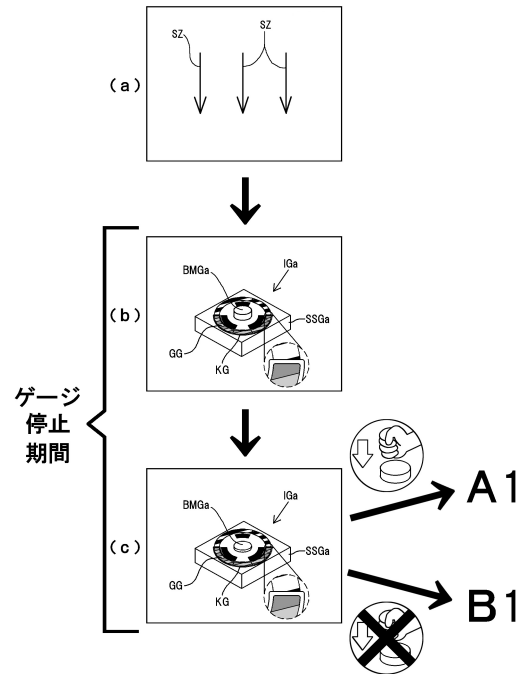 SZ
SZ
(a)
BMGa
IGa
(b)
SSGa
GG
KG
ゲージ
停止
期間
BMGa
IGa
A1
(c)
SSGa
GG
KG
B1